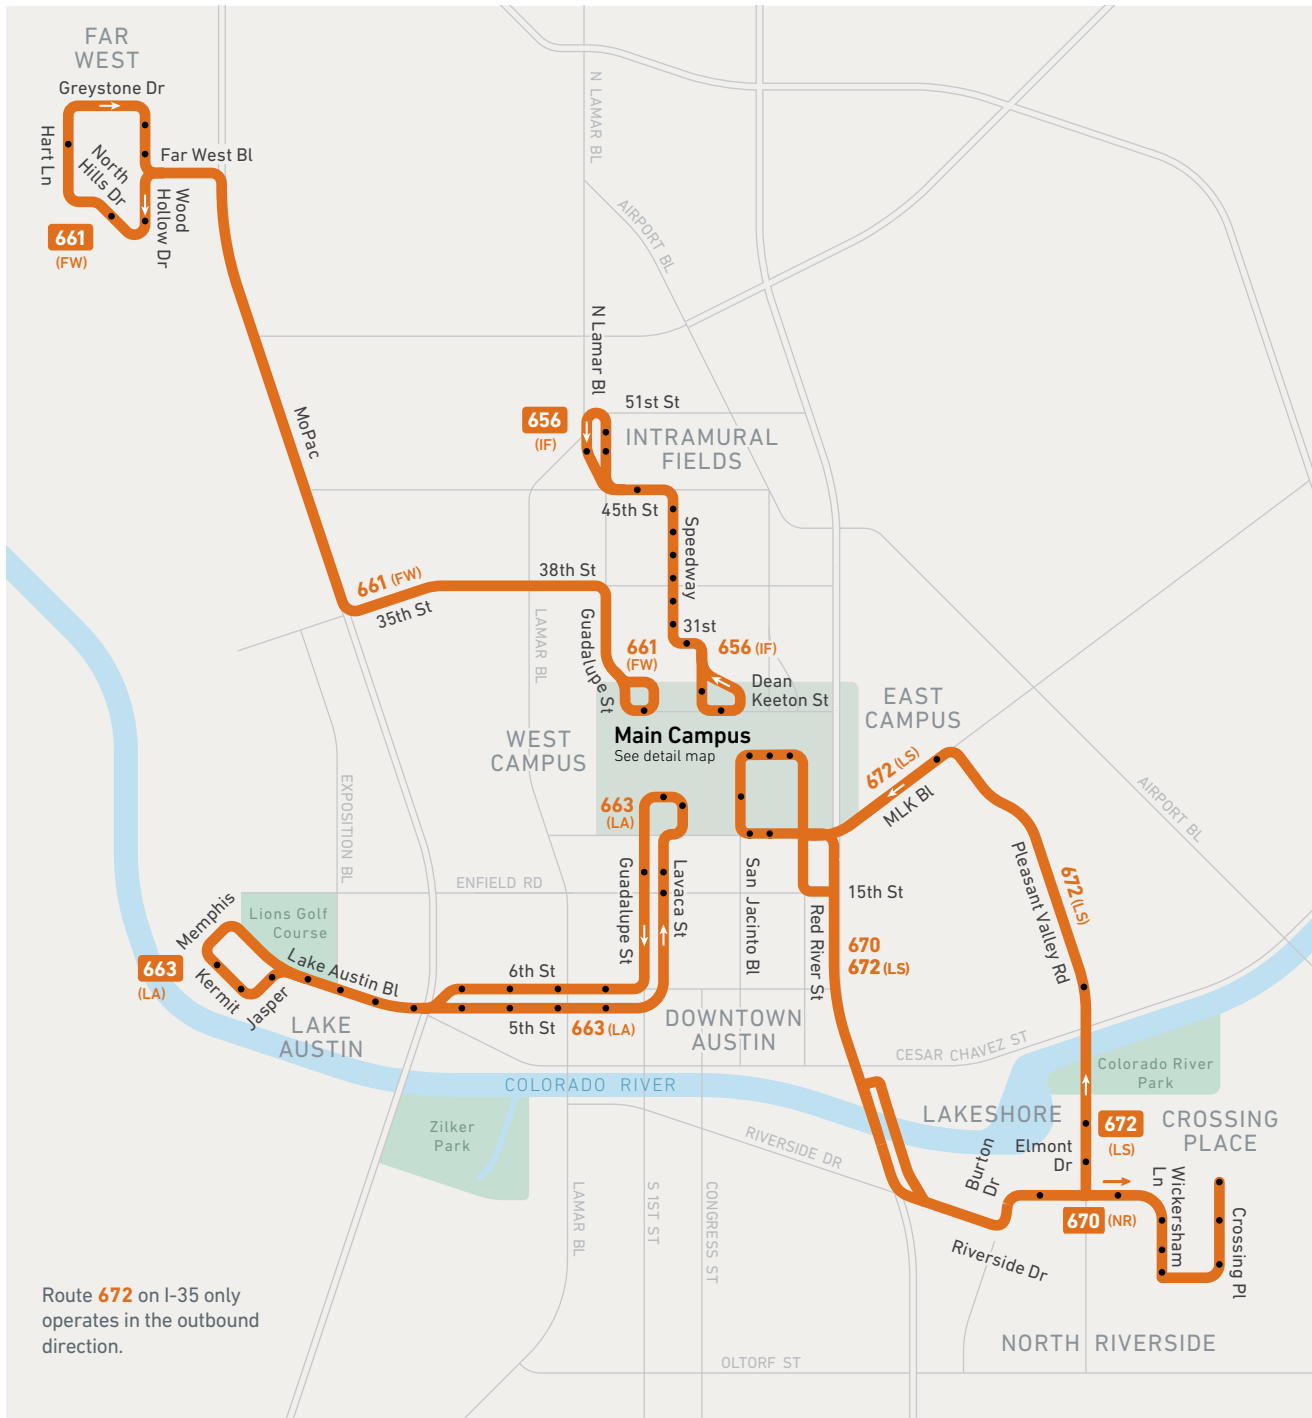 FAR
WEST
Greystone Dr
Hart Ln
North
Hills Dr
Far West Bl
Wood
Hollow Dr
661
(FW)
N LAMAR BL
AIRPORT BL
N Lamar Bl
51st St
656
(IF)
INTRAMURAL
FIELDS
MoPac
45th St
Speedway
661 (FW)
38th St
35th St
LAMAR BL
Guadalupe St
31st
661
(FW)
656 (IF)
Dean
Keeton St
EAST
CAMPUS
WEST
CAMPUS
Main Campus
See detail map
672 (LS)
MLK Bl
EXPOSITION BL
AIRPORT BL
663
(LA)
Guadalupe St
Lavaca St
San Jacinto Bl
Red River St
Pleasant Valley Rd
672 (LS)
ENFIELD RD
15th St
Lions Golf
Course
Memphis
670
672 (LS)
663
(LA)
Kermit
Jasper
Lake Austin Bl
6th St
5th St
663 (LA)
LAKE
AUSTIN
DOWNTOWN
AUSTIN
CESAR CHAVEZ ST
COLORADO RIVER
Colorado River
Park
Zilker
Park
RIVERSIDE DR
LAKESHORE
672
(LS)
CROSSING
PLACE
Burton
Dr
Elmont
Dr
Wickersham
Ln
LAMAR BL
S 1ST ST
CONGRESS ST
670 (NR)
Crossing Pl
Riverside Dr
Route 672 on I-35 only
operates in the outbound
direction.
NORTH RIVERSIDE
OLTORF ST